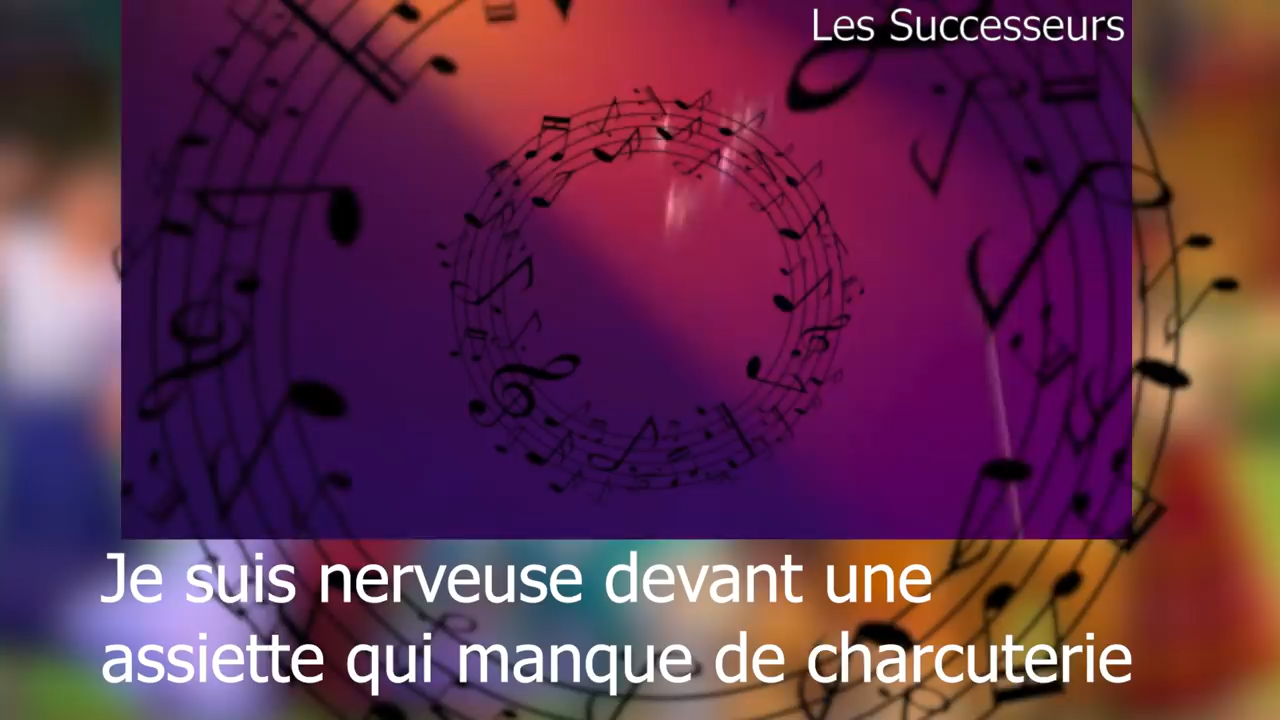 Les Successeurs
Je suis nerveuse devant une
assiette qui manque de charcuterie